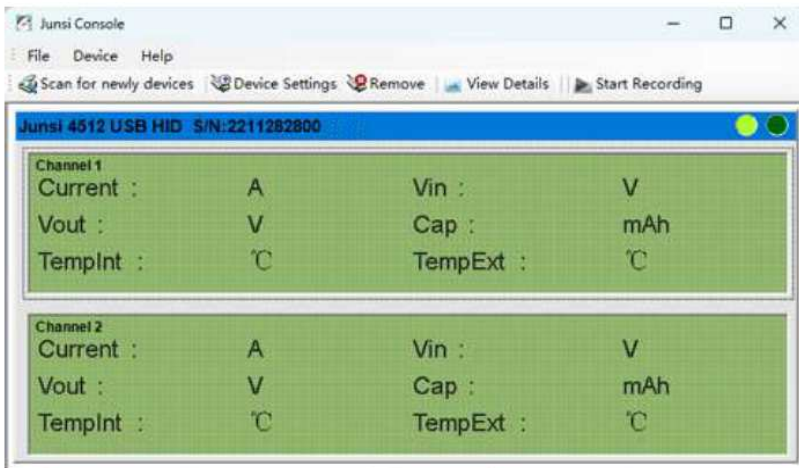 Junsi Console
File Device Help
Scan for newly devices Device Settings Remove View Details Start Recording
Junsi 4512 USB HID S/N:2211282800
Channel 1
Current : A Vin : V
Vout : V Cap : mAh
TempInt : ℃ TempExt : ℃
Channel 2
Current : A Vin : V
Vout : V Cap : mAh
TempInt : ℃ TempExt : ℃